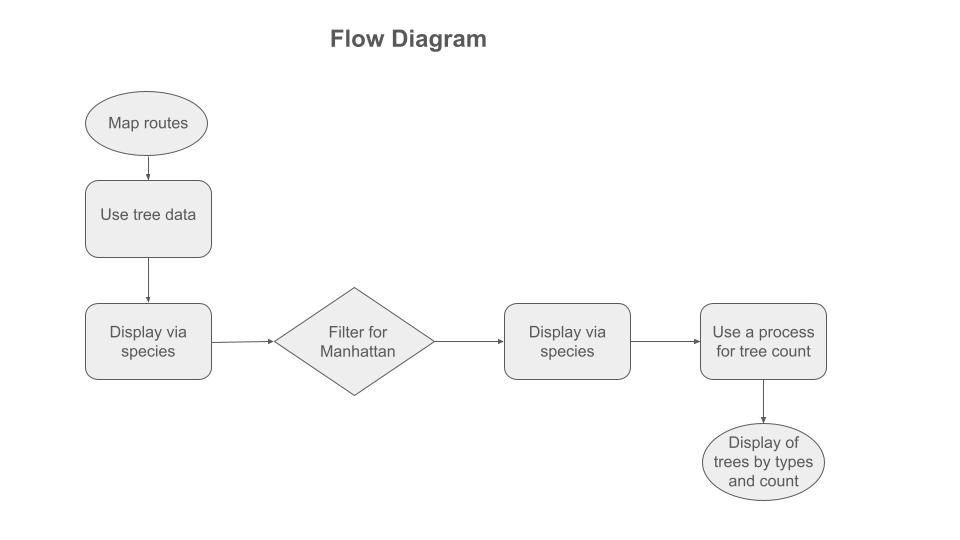 Flow Diagram
Map routes
Use tree data
Display via
species
Filter for
Manhattan
Display via
species
Use a process
for tree count
Display of
trees by types
and count